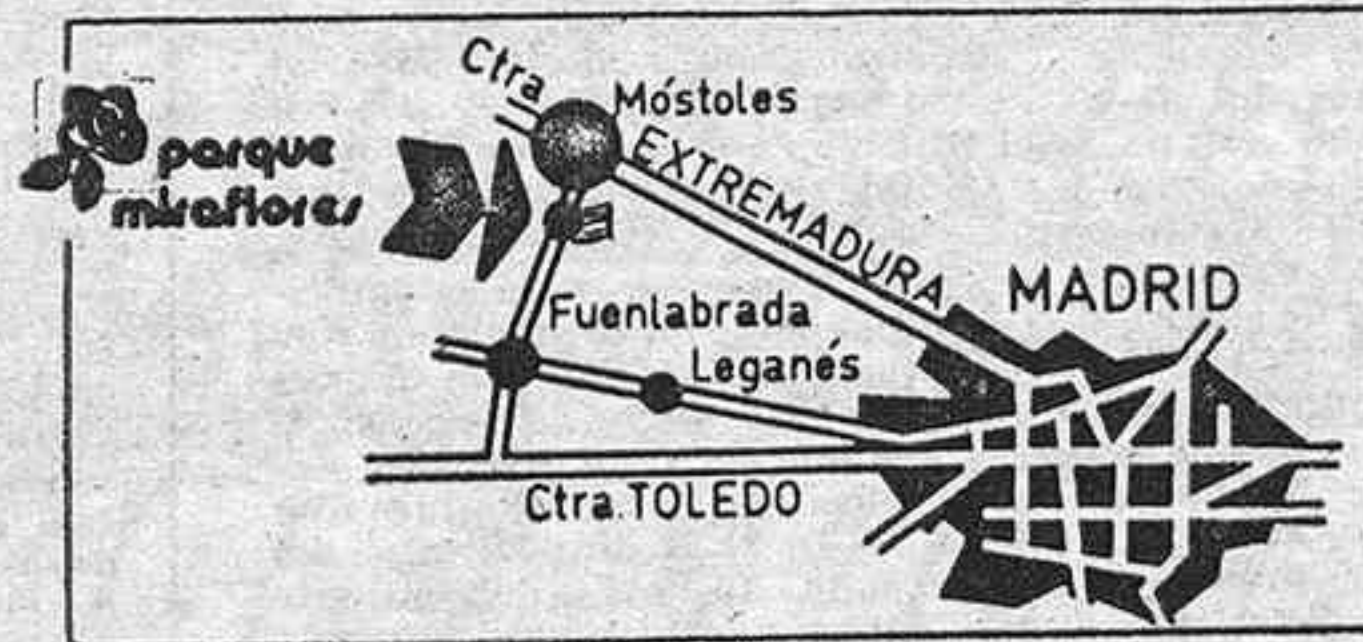 parque
miraflores
Ctra
EXTREMADURA
Móstoles
MADRID
Fuenlabrada
Leganés
Ctra.TOLEDO